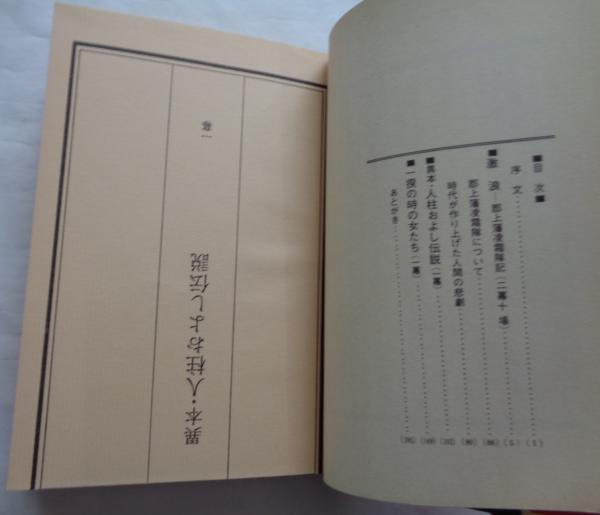 ■目次■
序文
■激浪―郡上藩凌霜隊記(二幕十場)
郡上藩凌霜隊について
時代が作り上げた人間の悲劇
■異本・人柱およし伝説(一幕)
■一揆の時の女たち(一幕)
あとがき
異本・人柱およし伝説
一幕